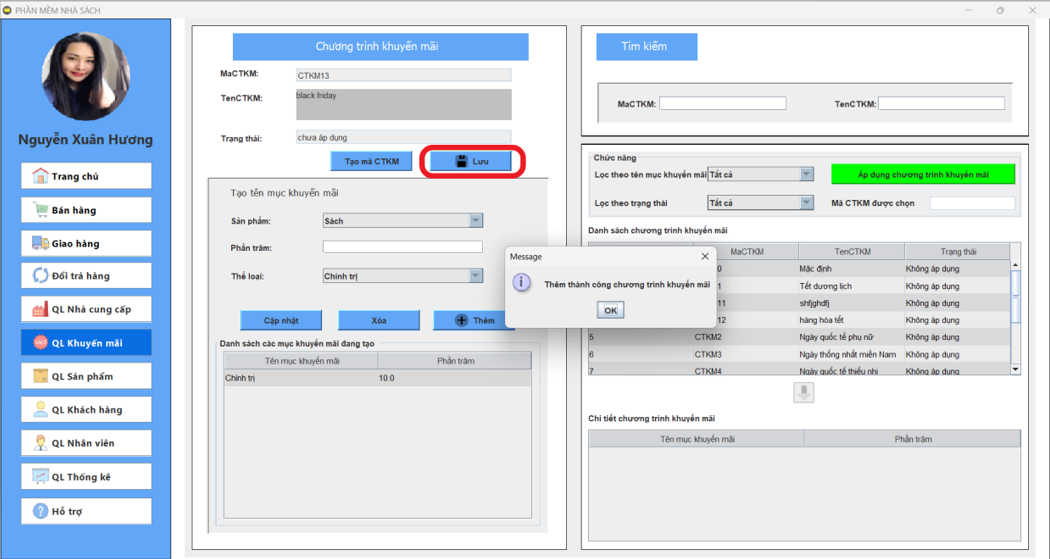 PHẦN MỀM NHÀ SÁCH
Nguyễn Xuân Hương
Trang chủ
Bán hàng
Giao hàng
Đổi trả hàng
QL Nhà cung cấp
QL Khuyến mãi
QL Sản phẩm
QL Khách hàng
QL Nhân viên
QL Thống kê
Hỗ trợ
Chương trình khuyến mãi
MaCTKM: CTKM13
TenCTKM: black friday
Trạng thái: chưa áp dụng
Tạo mã CTKM Lưu
Tạo tên mục khuyến mãi
Sản phẩm: Sách
Phần trăm:
Thể loại: Chính trị
Cập nhật Xóa Thêm
Danh sách các mục khuyến mãi đang tạo
Tên mục khuyến mãi Phần trăm
Chính trị 10.0
Tìm kiếm
MaCTKM: TenCTKM:
Chức năng
Lọc theo tên mục khuyến mãi Tất cả Áp dụng chương trình khuyến mãi
Lọc theo trạng thái Tất cả Mã CTKM được chọn
Danh sách chương trình khuyến mãi
MaCTKM TenCTKM Trạng thái
0 Mặc định Không áp dụng
1 Tết dương lịch Không áp dụng
11 shfjghdfj Không áp dụng
12 hàng hóa tết Không áp dụng
5 CTKM2 Ngày quốc tế phụ nữ Không áp dụng
6 CTKM3 Ngày thống nhất miền Nam Không áp dụng
7 CTKM4 Ngày quốc tế thiếu nhi Không áp dụng
Message
Thêm thành công chương trình khuyến mãi
OK
Chi tiết chương trình khuyến mãi
Tên mục khuyến mãi Phần trăm